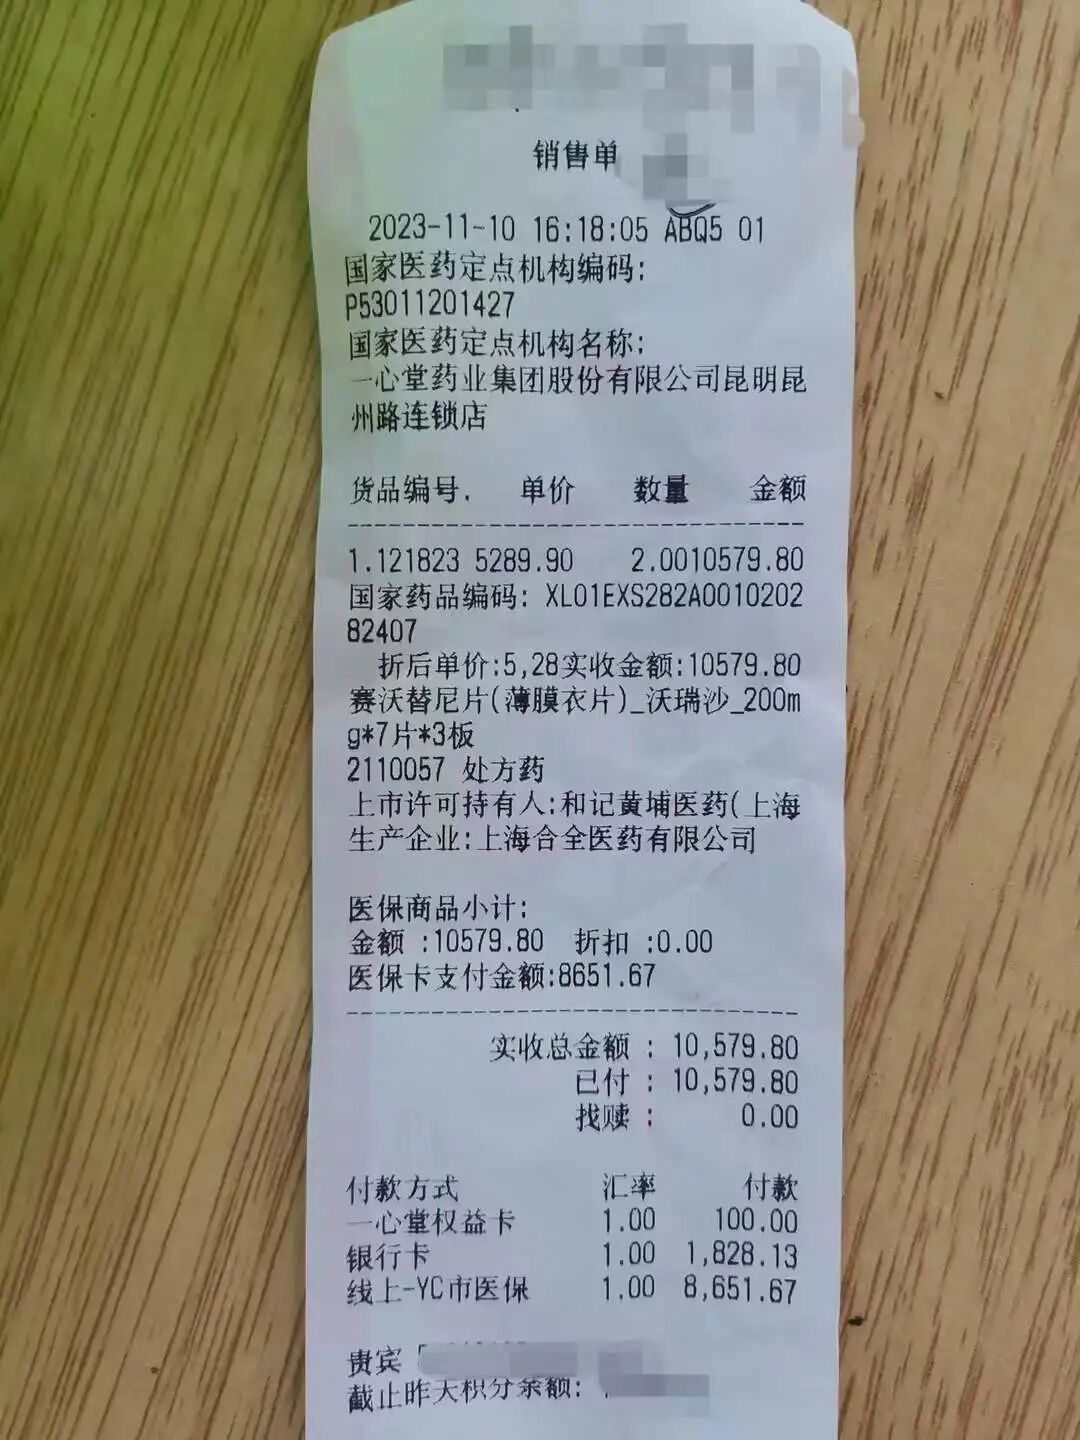 销售单
2023-11-10 16:18:05 ABQ5 01
国家医药定点机构编码:
P53011201427
国家医药定点机构名称:
一心堂药业集团股份有限公司昆明昆
州路连锁店
货品编号. 单价 数量 金额
1.121823 5289.90 2.0010579.80
国家药品编码: XL01EXS282A0010202
82407
折后单价:5,28实收金额:10579.80
赛沃替尼片(薄膜衣片)_沃瑞沙_200m
g*7片*3板
2110057 处方药
上市许可持有人:和记黄埔医药(上海
生产企业:上海合全医药有限公司
医保商品小计:
金额 :10579.80 折扣 :0.00
医保卡支付金额:8651.67
实收总金额 : 10,579.80
已付 : 10,579.80
找赎 : 0.00
付款方式 汇率 付款
一心堂权益卡 1.00 100.00
银行卡 1.00 1,828.13
线上-YC市医保 1.00 8,651.67
贵宾
截止昨天积分余额: